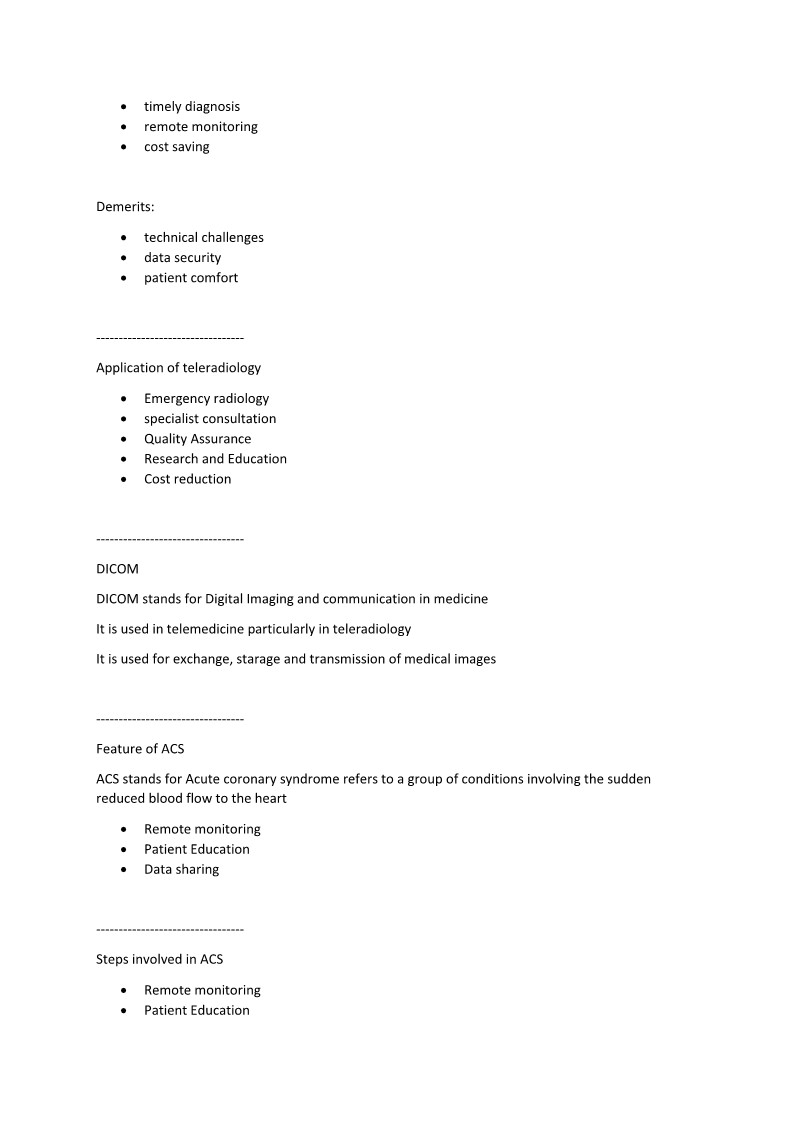 • timely diagnosis
• remote monitoring
• cost saving
Demerits:
• technical challenges
• data security
• patient comfort
---------------------------------
Application of teleradiology
• Emergency radiology
• specialist consultation
• Quality Assurance
• Research and Education
• Cost reduction
---------------------------------
DICOM
DICOM stands for Digital Imaging and communication in medicine
It is used in telemedicine particularly in teleradiology
It is used for exchange, starage and transmission of medical images
---------------------------------
Feature of ACS
ACS stands for Acute coronary syndrome refers to a group of conditions involving the sudden
reduced blood flow to the heart
• Remote monitoring
• Patient Education
• Data sharing
---------------------------------
Steps involved in ACS
• Remote monitoring
• Patient Education